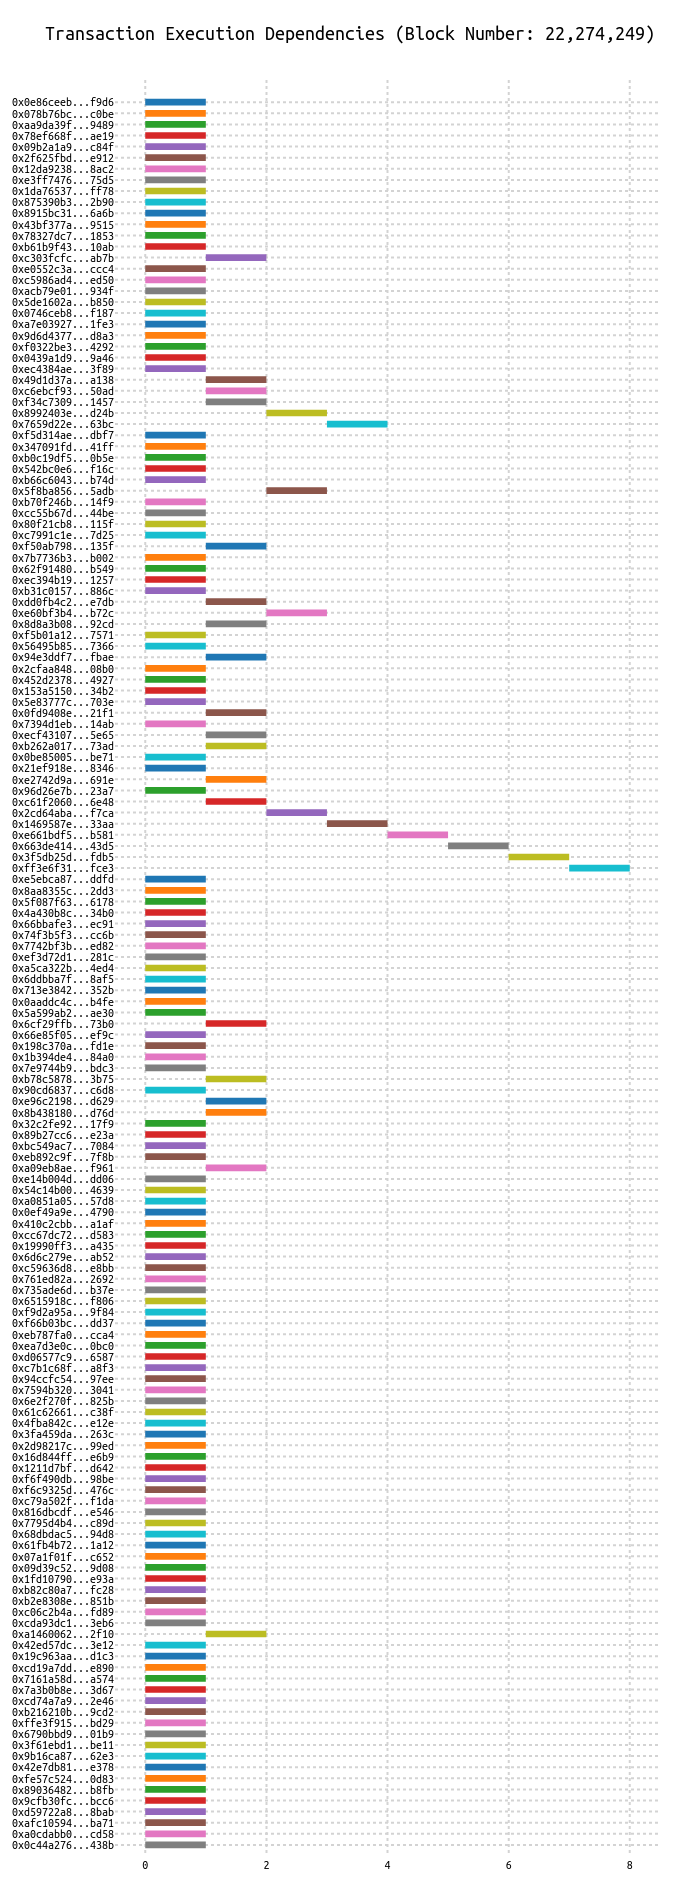 Transaction Execution Dependencies (Block Number: 22,274,249)
0x0e86ceeb...f9d6
0x078b76bc...c0be
0xaa9da39f...9489
0x78ef668f...ae19
0x09b2a1a9...c84f
0x2f625fbd...e912
0x12da9238...8ac2
0xe3ff7476...75d5
0x1da76537...ff78
0x875390b3...2b90
0x8915bc31...6a6b
0x43bf377a...9515
0x78327dc7...1853
0xb61b9f43...10ab
0xc303fcfc...ab7b
0xe0552c3a...ccc4
0xc5986ad4...ed50
0xacb79e01...934f
0x5de1602a...b850
0x0746ceb8...f187
0xa7e03927...1fe3
0x9d6d4377...d8a3
0xf0322be3...4292
0x0439a1d9...9a46
0xec4384ae...3f89
0x49d1d37a...a138
0xc6ebcf93...50ad
0xf34c7309...1457
0x8992403e...d24b
0x7659d22e...63bc
0xf5d314ae...dbf7
0x347091fd...41ff
0xb0c19df5...0b5e
0x542bc0e6...f16c
0xb66c6043...b74d
0x5f8ba856...5adb
0xb70f246b...14f9
0xcc55b67d...44be
0x80f21cb8...115f
0xc7991c1e...7d25
0xf50ab798...135f
0x7b7736b3...b002
0x62f91480...b549
0xec394b19...1257
0xb31c0157...886c
0xdd0fb4c2...e7db
0xe60bf3b4...b72c
0x8d8a3b08...92cd
0xf5b01a12...7571
0x56495b85...7366
0x94e3ddf7...fbae
0x2cfaa848...08b0
0x452d2378...4927
0x153a5150...34b2
0x5e83777c...703e
0x0fd9408e...21f1
0x7394d1eb...14ab
0xecf43107...5e65
0xb262a017...73ad
0x0be85005...be71
0x21ef918e...8346
0xe2742d9a...691e
0x96d26e7b...23a7
0xc61f2060...6e48
0x2cd64aba...f7ca
0x1469587e...33aa
0xe661bdf5...b581
0x663de414...43d5
0x3f5db25d...fdb5
0xff3e6f31...fce3
0xe5ebca87...ddfd
0x8aa8355c...2dd3
0x5f087f63...6178
0x4a430b8c...34b0
0x66bbafe3...ec91
0x74f3b5f3...cc6b
0x7742bf3b...ed82
0xef3d72d1...281c
0xa5ca322b...4ed4
0x6ddbba7f...8af5
0x713e3842...352b
0x0aaddc4c...b4fe
0x5a599ab2...ae30
0x6cf29ffb...73b0
0x66e85f05...ef9c
0x198c370a...fd1e
0x1b394de4...84a0
0x7e9744b9...bdc3
0xb78c5878...3b75
0x90cd6837...c6d8
0xe96c2198...d629
0x8b438180...d76d
0x32c2fe92...17f9
0x89b27cc6...e23a
0xbc549ac7...7084
0xeb892c9f...7f8b
0xa09eb8ae...f961
0xe14b004d...dd06
0x54c14b00...4639
0xa0851a05...57d8
0x0ef49a9e...4790
0x410c2cbb...a1af
0xcc67dc72...d583
0x19990ff3...a435
0x6d6c279e...ab52
0xc59636d8...e8bb
0x761ed82a...2692
0x735ade6d...b37e
0x6515918c...f806
0xf9d2a95a...9f84
0xf66b03bc...dd37
0xeb787fa0...cca4
0xea7d3e0c...0bc0
0xd06577c9...6587
0xc7b1c68f...a8f3
0x94ccfc54...97ee
0x7594b320...3041
0x6e2f270f...825b
0x61c62661...c38f
0x4fba842c...e12e
0x3fa459da...263c
0x2d98217c...99ed
0x16d844ff...e6b9
0x1211d7bf...d642
0xf6f490db...98be
0xf6c9325d...476c
0xc79a502f...f1da
0x816dbcdf...e546
0x7795d4b4...c89d
0x68dbdac5...94d8
0x61fb4b72...1a12
0x07a1f01f...c652
0x09d39c52...9d08
0x1fd10790...e93a
0xb82c80a7...fc28
0xb2e8308e...851b
0xc06c2b4a...fd89
0xcda93dc1...3eb6
0xa1460062...2f10
0x42ed57dc...3e12
0x19c963aa...d1c3
0xcd19a7dd...e890
0x7161a58d...a574
0x7a3b0b8e...3d67
0xcd74a7a9...2e46
0xb216210b...9cd2
0xffe3f915...bd29
0x6790bbd9...01b9
0x3f61ebd1...be11
0x9b16ca87...62e3
0x42e7db81...e378
0xfe57c524...0d83
0x89036482...b8fb
0x9cfb30fc...bcc6
0xd59722a8...8bab
0xafc10594...ba71
0xa0cdabb0...cd58
0x0c44a276...438b
0 2 4 6 8